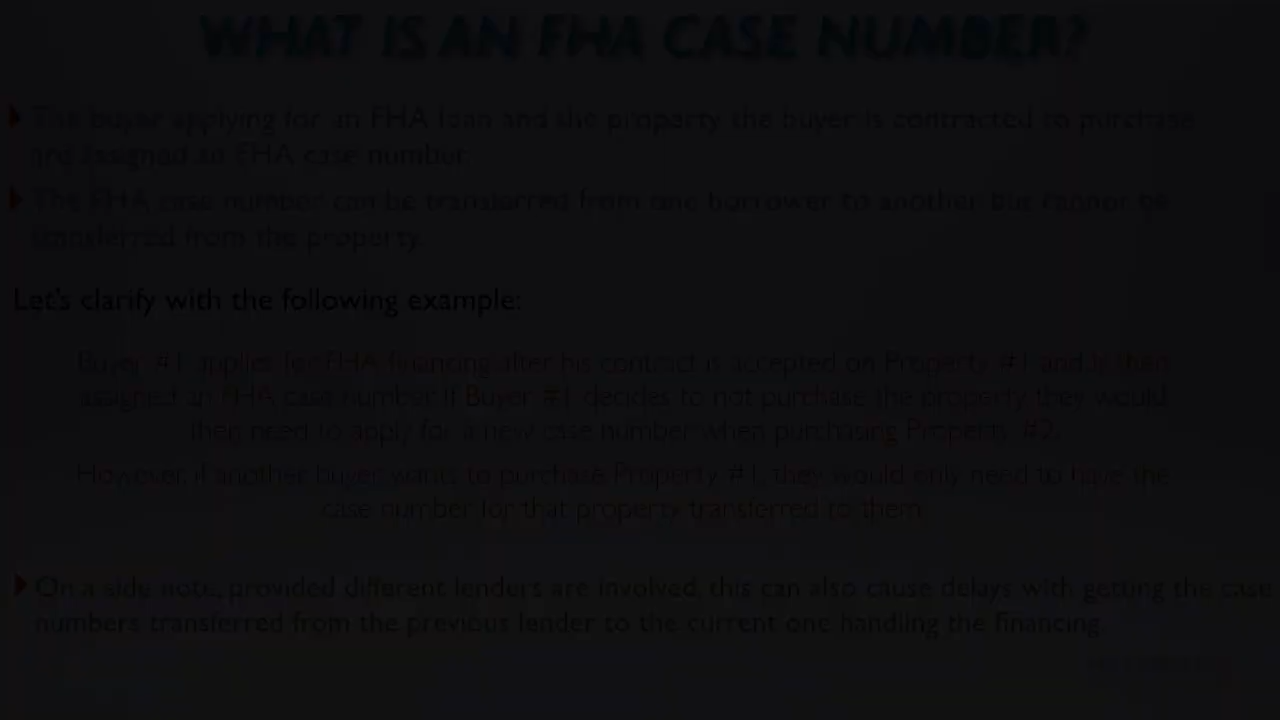 WHAT IS AN FHA CASE NUMBER?
The buyer applying for an FHA loan and the property the buyer is contracted to purchase
are assigned an FHA case number.
The FHA case number can be transferred from one borrower to another but cannot be
transferred from the property.
Let's clarify with the following example:
Buyer #1 applies for FHA financing after his contract is accepted on Property #1 and is then
assigned an FHA case number. If Buyer #1 decides to not purchase the property, they would
then need to apply for a new case number when purchasing Property #2.
However, if another buyer wants to purchase Property #1, they would only need to have the
case number for that property transferred to them.
On a side note, provided different lenders are involved, this can also cause delays with getting the case
numbers transferred from the previous lender to the current one handling the financing.